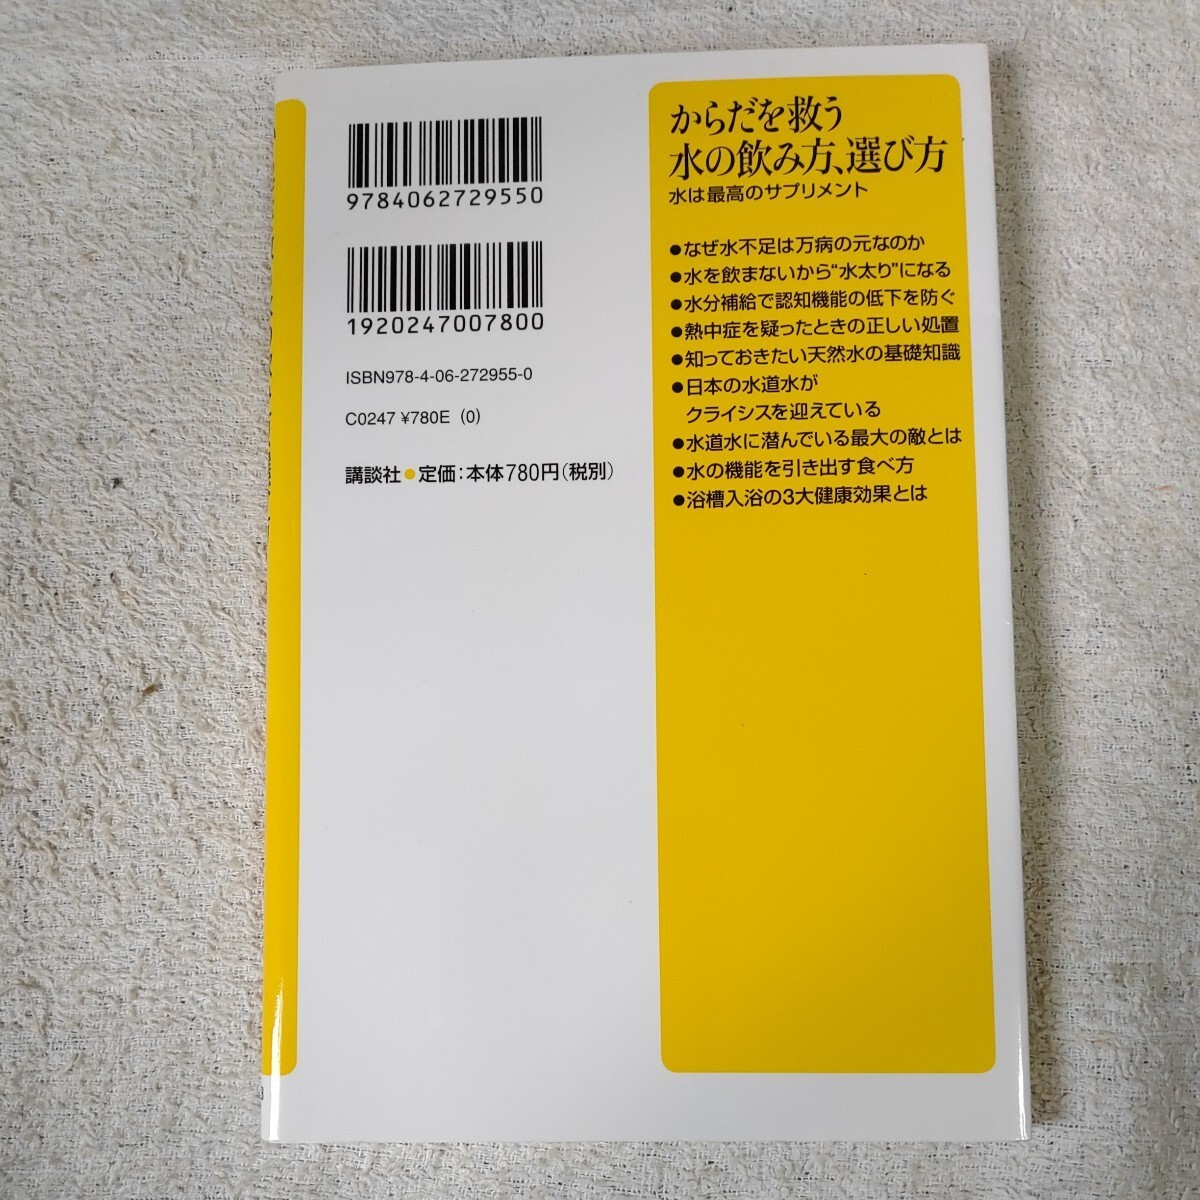 9784062729550
1920247007800
ISBN978-4-06-272955-0
C0247 ¥780E (0)
講談社●定価：本体780円（税別）
からだを救う
水の飲み方、選び方
水は最高のサプリメント
●なぜ水不足は万病の元なのか
●水を飲まないから“水太り”になる
●水分補給で認知機能の低下を防ぐ
●熱中症を疑ったときの正しい処置
●知っておきたい天然水の基礎知識
●日本の水道水が
クライシスを迎えている
●水道水に潜んでいる最大の敵とは
●水の機能を引き出す食べ方
●浴槽入浴の3大健康効果とは